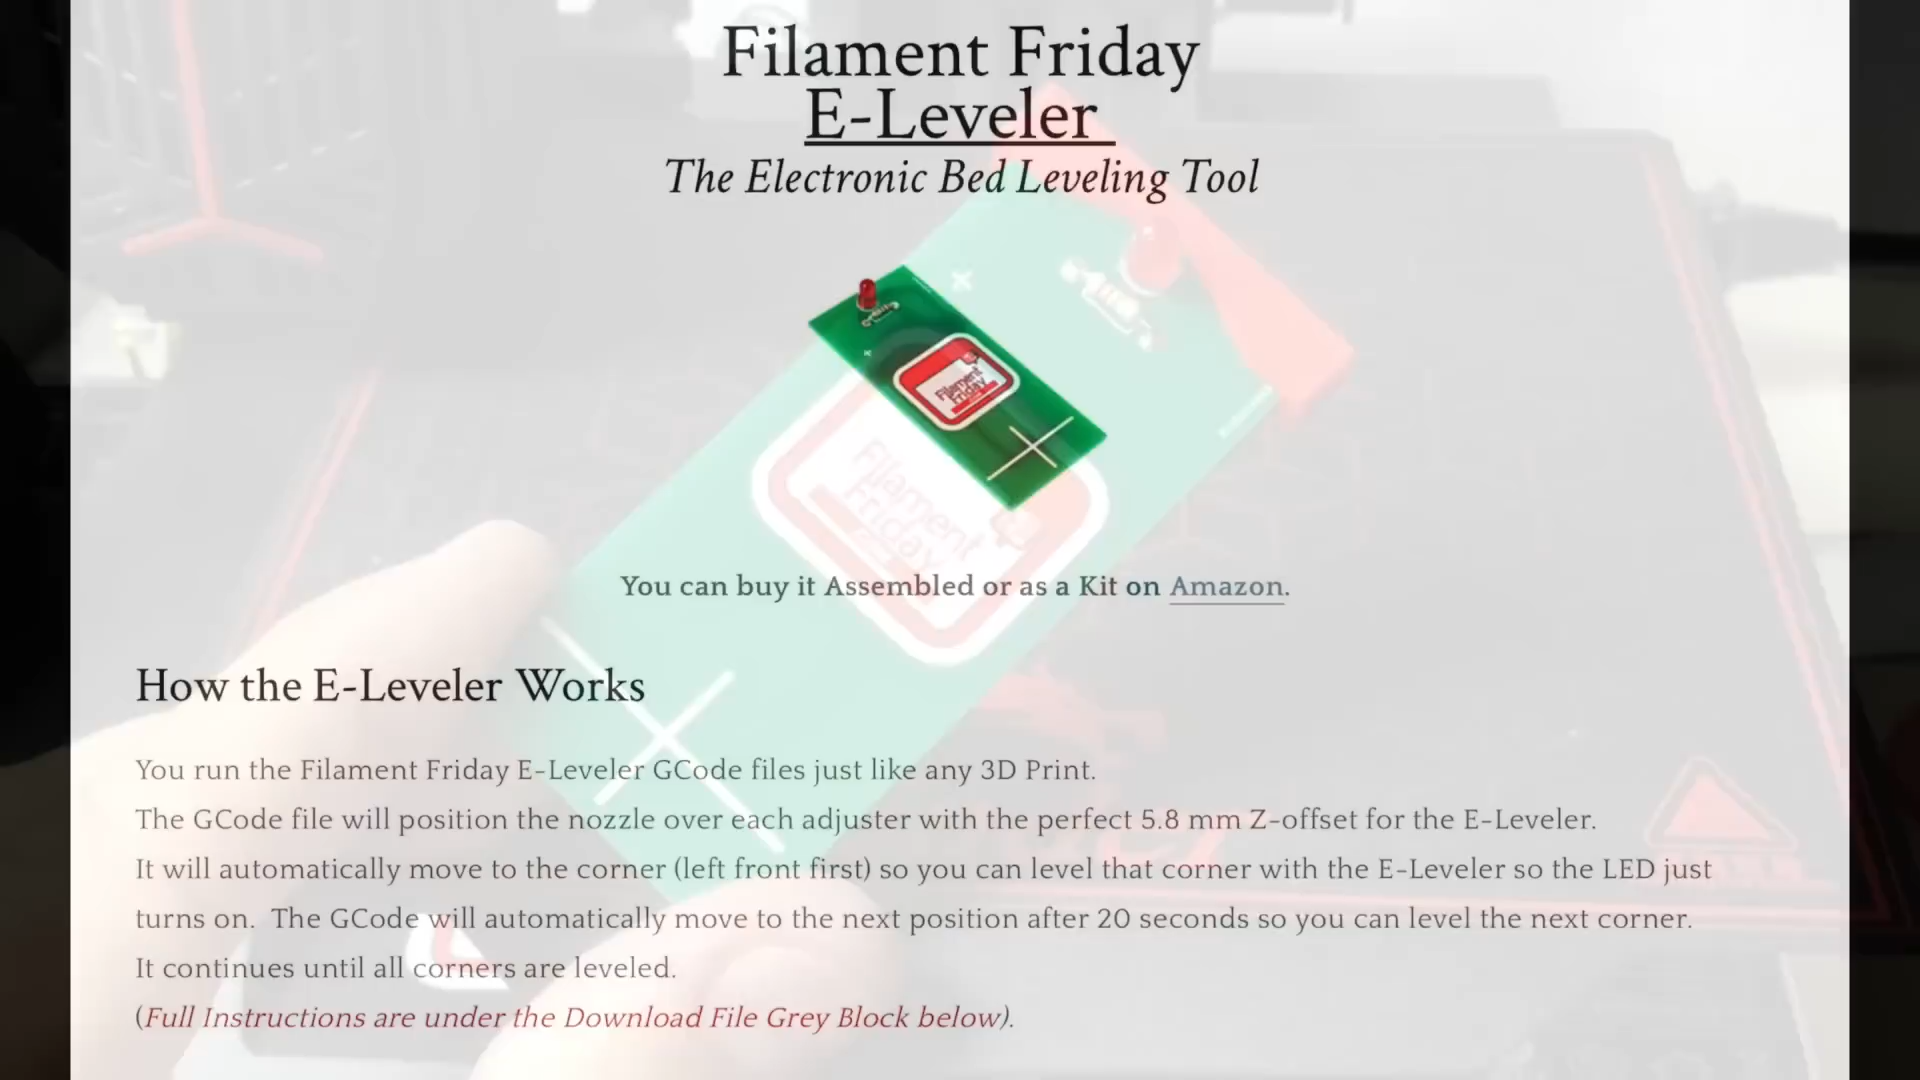 Filament Friday
E-Leveler
The Electronic Bed Leveling Tool
Filament
Friday
Filament
Friday
You can buy it Assembled or as a Kit on Amazon.
How the E-Leveler Works
You run the Filament Friday E-Leveler GCode files just like any 3D Print.
The GCode file will position the nozzle over each adjuster with the perfect 5.8 mm Z-offset for the E-Leveler.
It will automatically move to the corner (left front first) so you can level that corner with the E-Leveler so the LED just
turns on. The GCode will automatically move to the next position after 20 seconds so you can level the next corner.
It continues until all corners are leveled.
(Full Instructions are under the Download File Grey Block below).